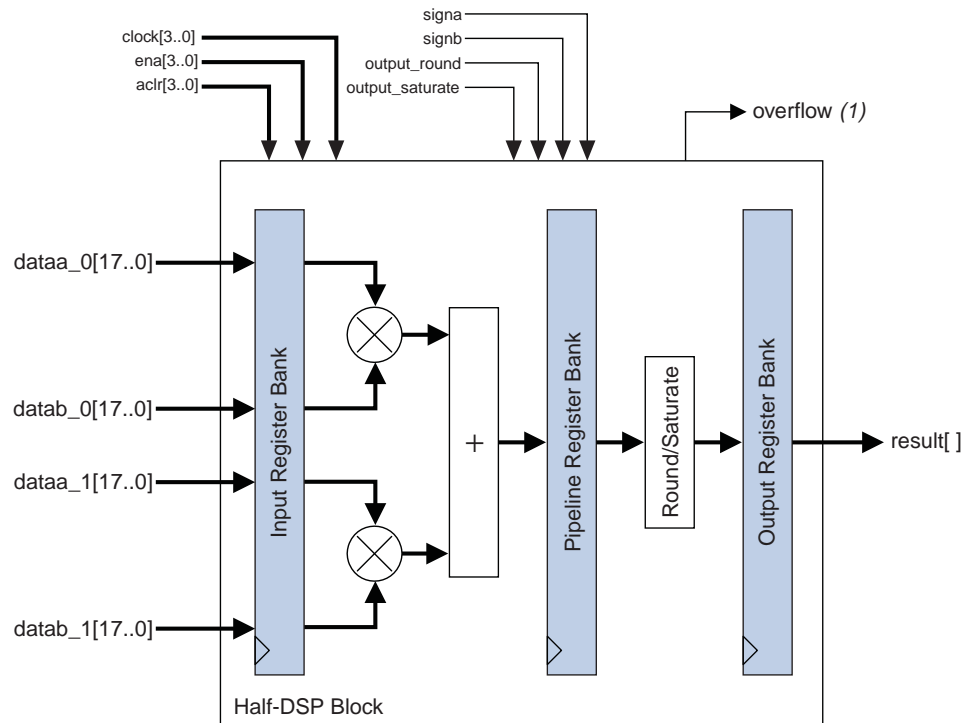 signa
signb
output_round
output_saturate
clock[3..0]
ena[3..0]
aclr[3..0]
overflow (1)
dataa_0[17..0]
datab_0[17..0]
dataa_1[17..0]
datab_1[17..0]
Input Register Bank
+
Pipeline Register Bank
Round/Saturate
Output Register Bank
result[ ]
Half-DSP Block